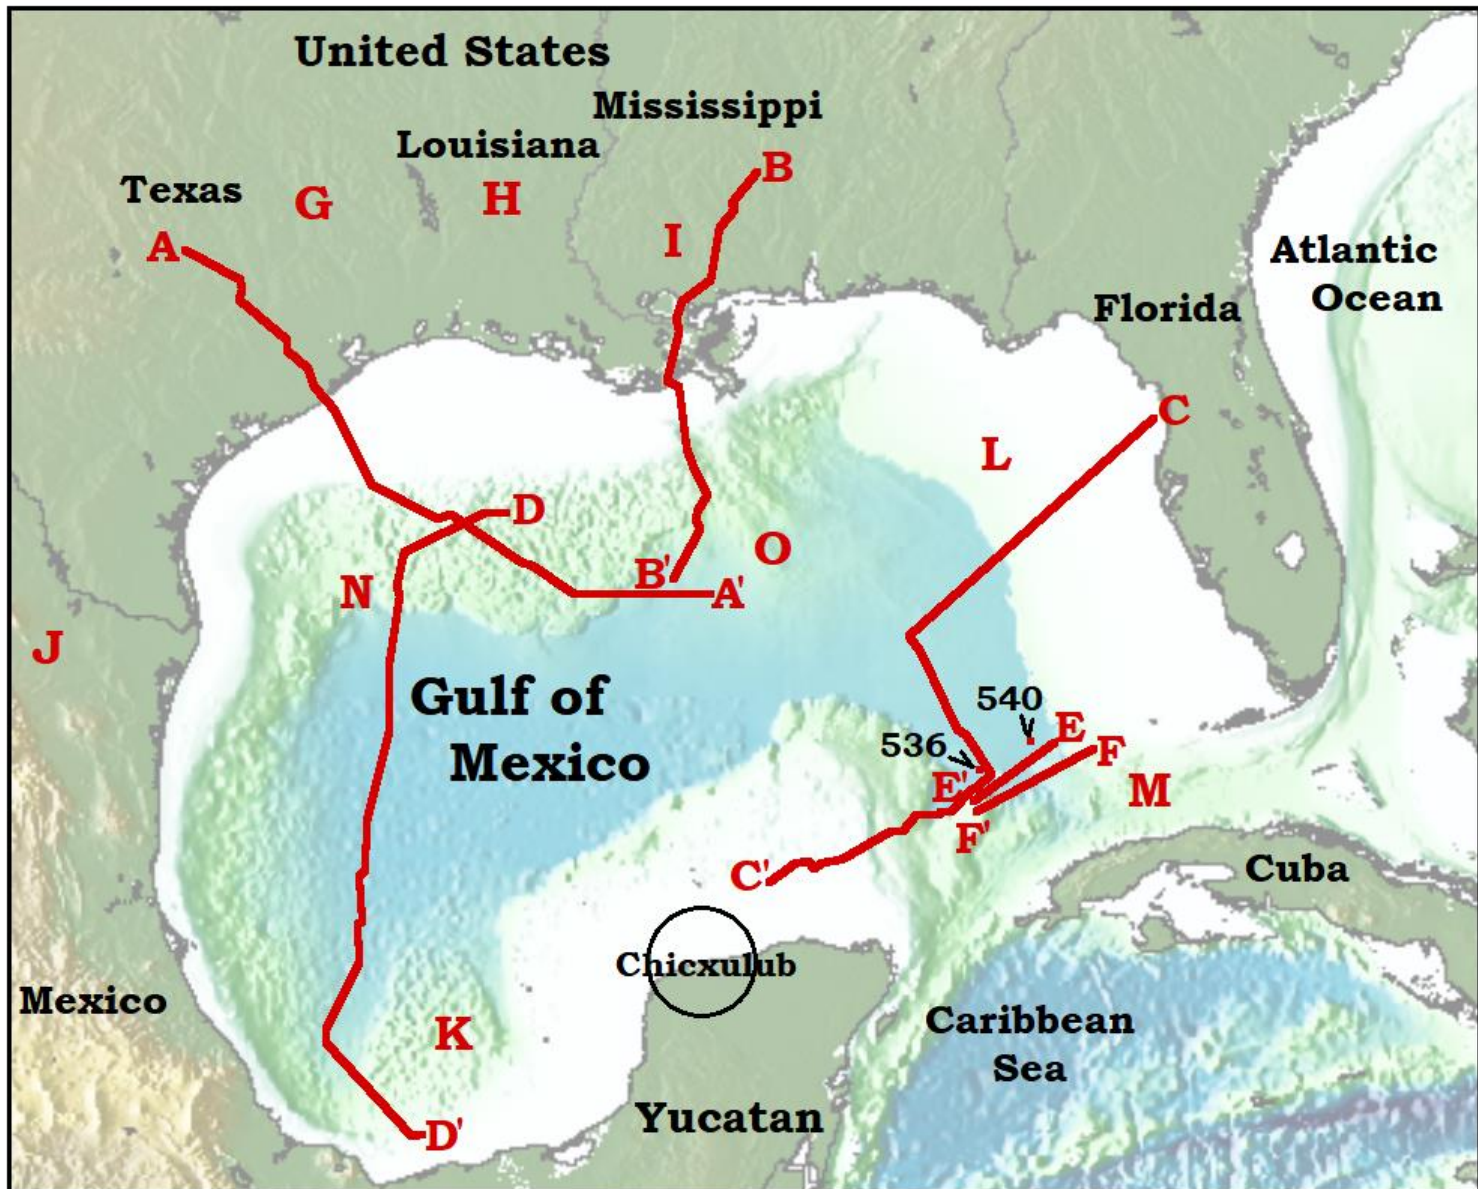 United States
Mississippi
Louisiana
Texas
G
H
B
A
I
Atlantic
Ocean
Florida
C
L
D
O
B'
A'
N
J
Gulf of
Mexico
540
536
E
F
E'
M
F'
C'
Cuba
Chicxulub
Mexico
K
Caribbean
Sea
Yucatan
D'